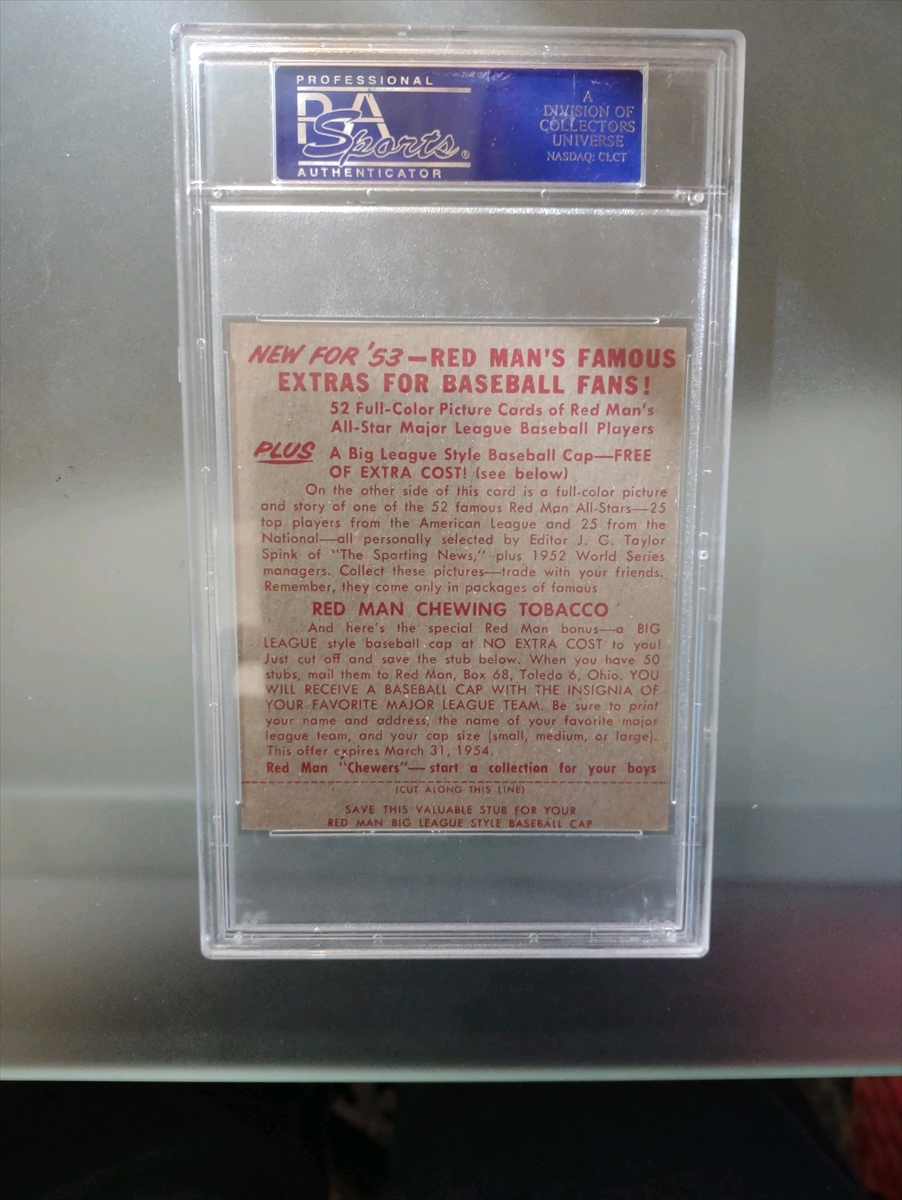 PROFESSIONAL
PSA
Sports®
AUTHENTICATOR
A
DIVISION OF
COLLECTORS
UNIVERSE
NASDAQ: CLCT
NEW FOR '53—RED MAN'S FAMOUS
EXTRAS FOR BASEBALL FANS!
52 Full-Color Picture Cards of Red Man's
All-Star Major League Baseball Players
PLUS A Big League Style Baseball Cap—FREE
OF EXTRA COST! (see below)
On the other side of this card is a full-color picture
and story of one of the 52 famous Red Man All-Stars—25
top players from the American League and 25 from the
National—all personally selected by Editor J. G. Taylor
Spink of "The Sporting News," plus 1952 World Series
managers. Collect these pictures—trade with your friends.
Remember, they come only in packages of famous
RED MAN CHEWING TOBACCO
And here's the special Red Man bonus—a BIG
LEAGUE style baseball cap at NO EXTRA COST to you!
Just cut off and save the stub below. When you have 50
stubs, mail them to Red Man, Box 68, Toledo 6, Ohio. YOU
WILL RECEIVE A BASEBALL CAP WITH THE INSIGNIA OF
YOUR FAVORITE MAJOR LEAGUE TEAM. Be sure to print
your name and address, the name of your favorite major
league team, and your cap size (small, medium, or large).
This offer expires March 31, 1954.
Red Man "Chewers"—start a collection for your boys
(CUT ALONG THIS LINE)
SAVE THIS VALUABLE STUB FOR YOUR
RED MAN BIG LEAGUE STYLE BASEBALL CAP